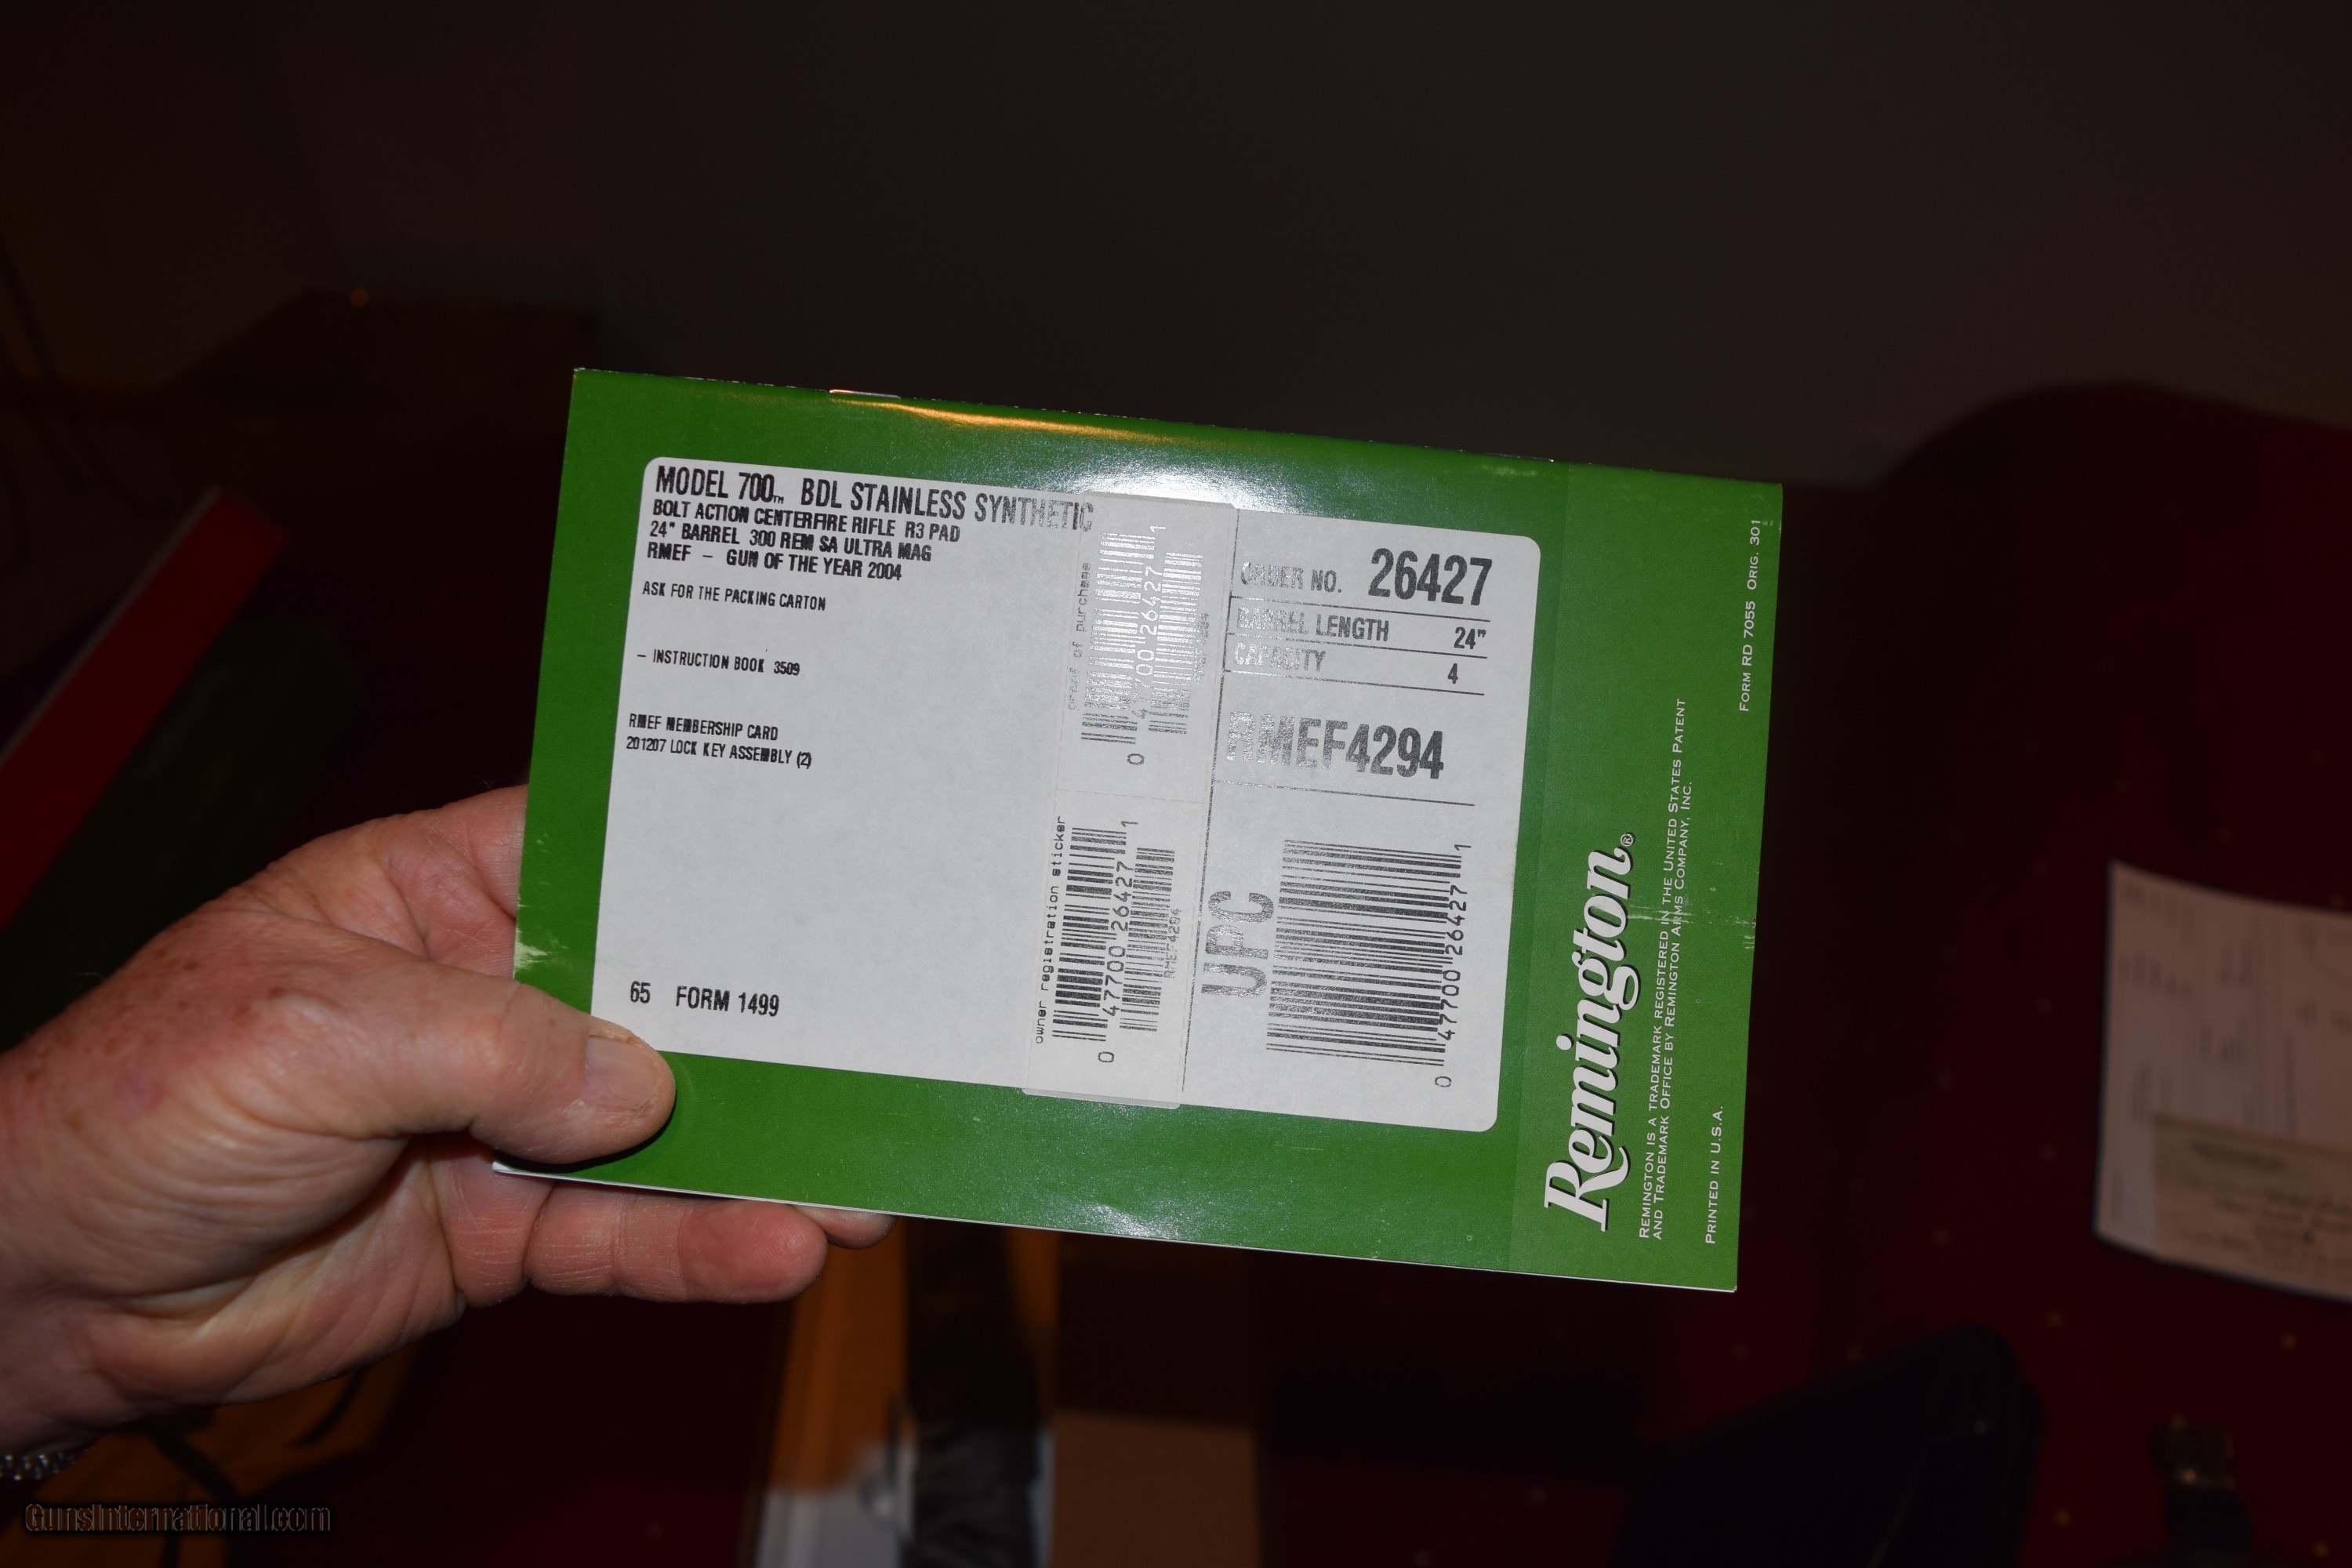 MODEL 700™ BDL STAINLESS SYNTHETIC
BOLT ACTION CENTERFIRE RIFLE R3 PAD
24" BARREL 300 REM SA ULTRA MAG
RMEF – GUN OF THE YEAR 2004
ASK FOR THE PACKING CARTON
– INSTRUCTION BOOK 3509
RMEF MEMBERSHIP CARD
201207 LOCK KEY ASSEMBLY (2)
65 FORM 1499
proof of purchase
0 47700 26427 1
owner registration sticker
0 47700 26427 1
RMEF4294
ORDER NO. 26427
BARREL LENGTH 24"
CAPACITY 4
RMEF4294
UPC
0 47700 26427 1
Remington®
REMINGTON IS A TRADEMARK REGISTERED IN THE UNITED STATES PATENT
AND TRADEMARK OFFICE BY REMINGTON ARMS COMPANY, INC.
PRINTED IN U.S.A.
FORM RD 7055 ORIG. 301
GunsInternational.com